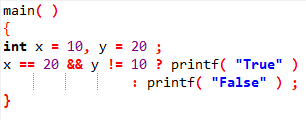 main( )
{
int x = 10, y = 20 ;
x == 20 && y != 10 ? printf( "True" )
: printf( "False" ) ;
}